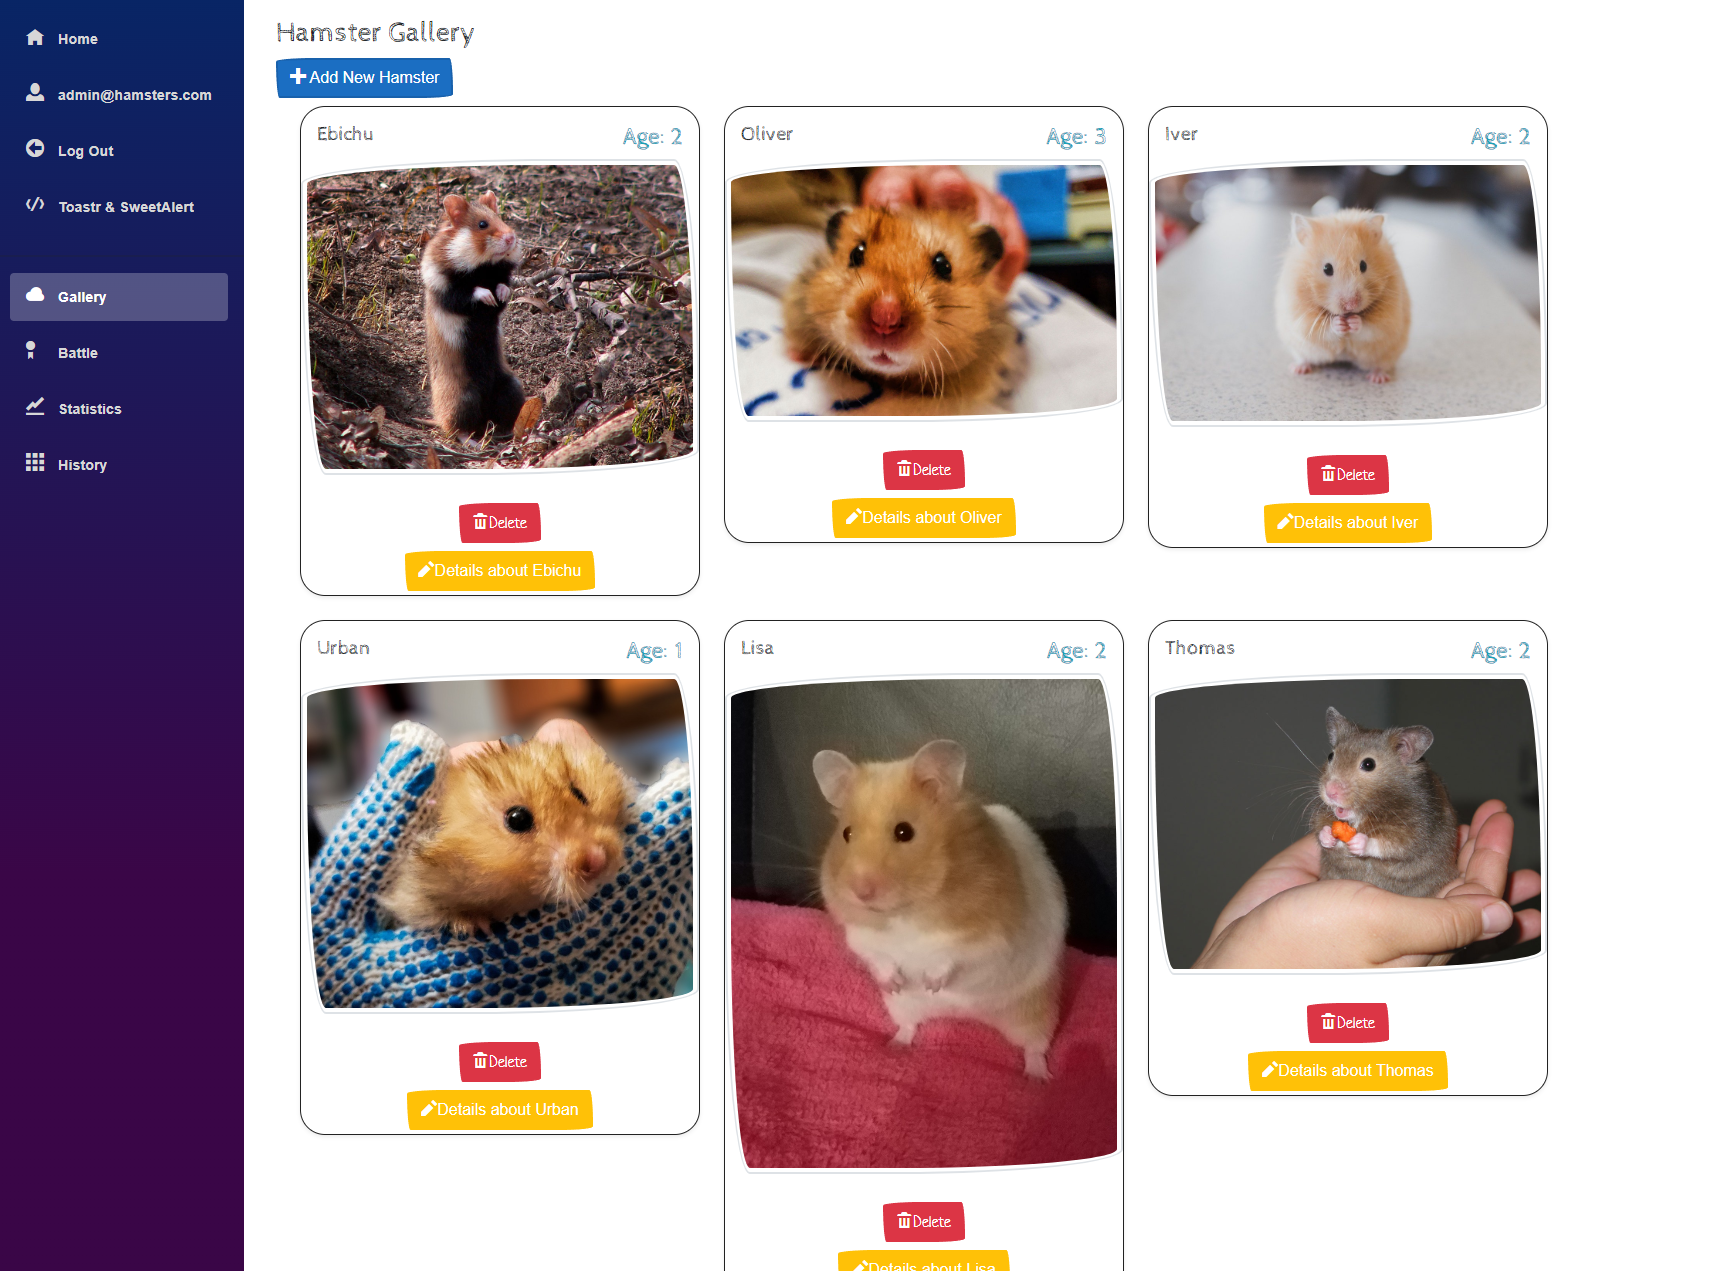 Home
admin@hamsters.com
Log Out
Toastr & SweetAlert
Gallery
Battle
Statistics
History
Hamster Gallery
Add New Hamster
Ebichu
Age: 2
Delete
Details about Ebichu
Oliver
Age: 3
Delete
Details about Oliver
Iver
Age: 2
Delete
Details about Iver
Urban
Age: 1
Delete
Details about Urban
Lisa
Age: 2
Delete
Details about Lisa
Thomas
Age: 2
Delete
Details about Thomas